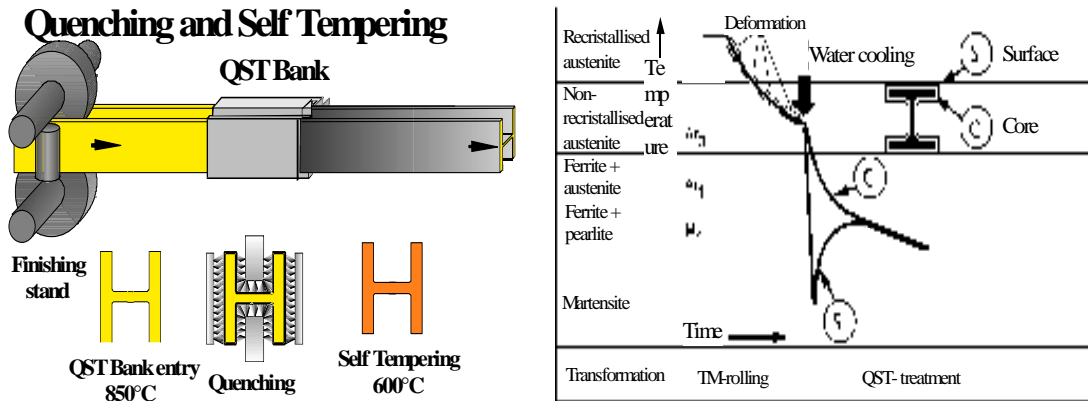 Quenching and Self Tempering
QST Bank
Finishing
stand
QST Bank entry
850°C
Quenching
Self Tempering
600°C
Recristallised
austenite
Te
mp
erat
ure
Deformation
Water cooling
S
Surface
C
Core
Non-
recristallised
austenite
Ar3
Ferrite +
austenite
Ar1
Ferrite +
pearlite
C
Martensite
S
Time
Transformation
TM-rolling
QST- treatment